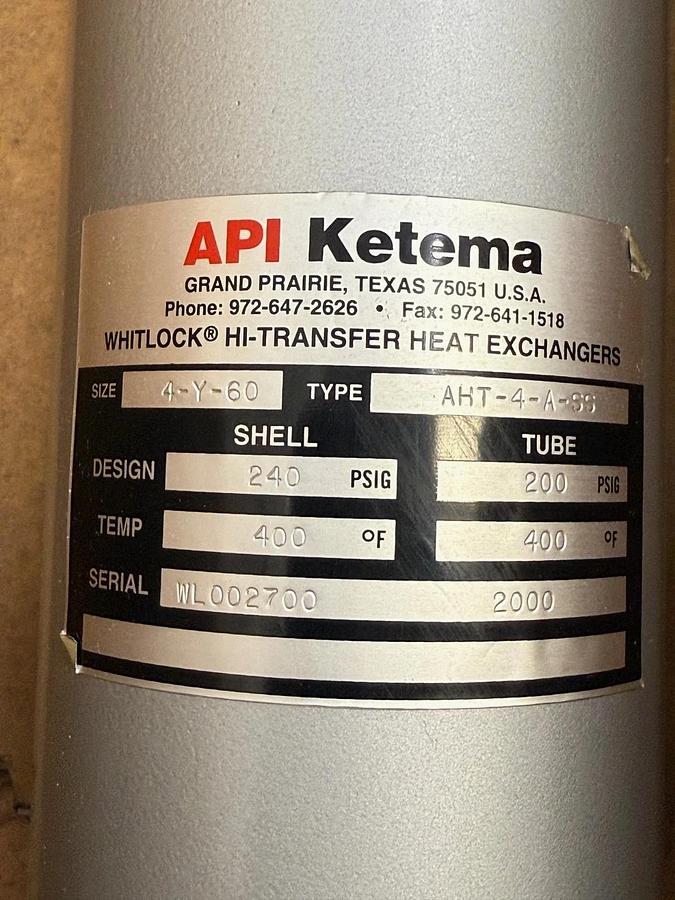 API Ketema
GRAND PRAIRIE, TEXAS 75051 U.S.A.
Phone: 972-647-2626 • Fax: 972-641-1518
WHITLOCK® HI-TRANSFER HEAT EXCHANGERS
SIZE 4-Y-60 TYPE AHT-4-A-SS
SHELL TUBE
DESIGN 240 PSIG 200 PSIG
TEMP 400 °F 400 °F
SERIAL WL002700 2000